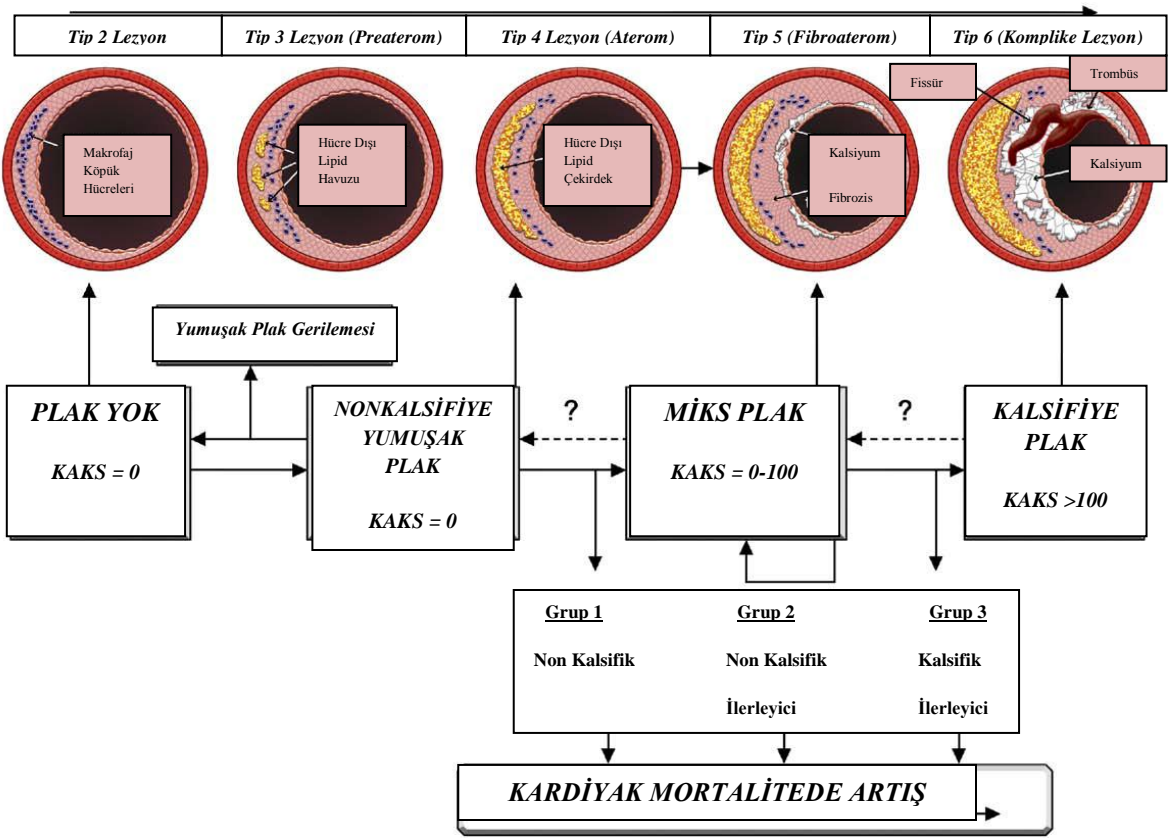 Tip 2 Lezyon
Tip 3 Lezyon (Preaterom)
Tip 4 Lezyon (Aterom)
Tip 5 (Fibroaterom)
Tip 6 (Komplike Lezyon)
Makrofaj
Köpük
Hücreleri
Hücre Dışı
Lipid
Havuzu
Hücre Dışı
Lipid
Çekirdek
Kalsiyum
Fibrozis
Fissür
Trombüs
Kalsiyum
Yumuşak Plak Gerilemesi
PLAK YOK
KAKS = 0
NONKALSİFİYE
YUMUŞAK
PLAK
KAKS = 0
?
MİKS PLAK
KAKS = 0-100
?
KALSİFİYE
PLAK
KAKS >100
Grup 1
Non Kalsifik
Grup 2
Non Kalsifik
İlerleyici
Grup 3
Kalsifik
İlerleyici
KARDİYAK MORTALİTEDE ARTIŞ